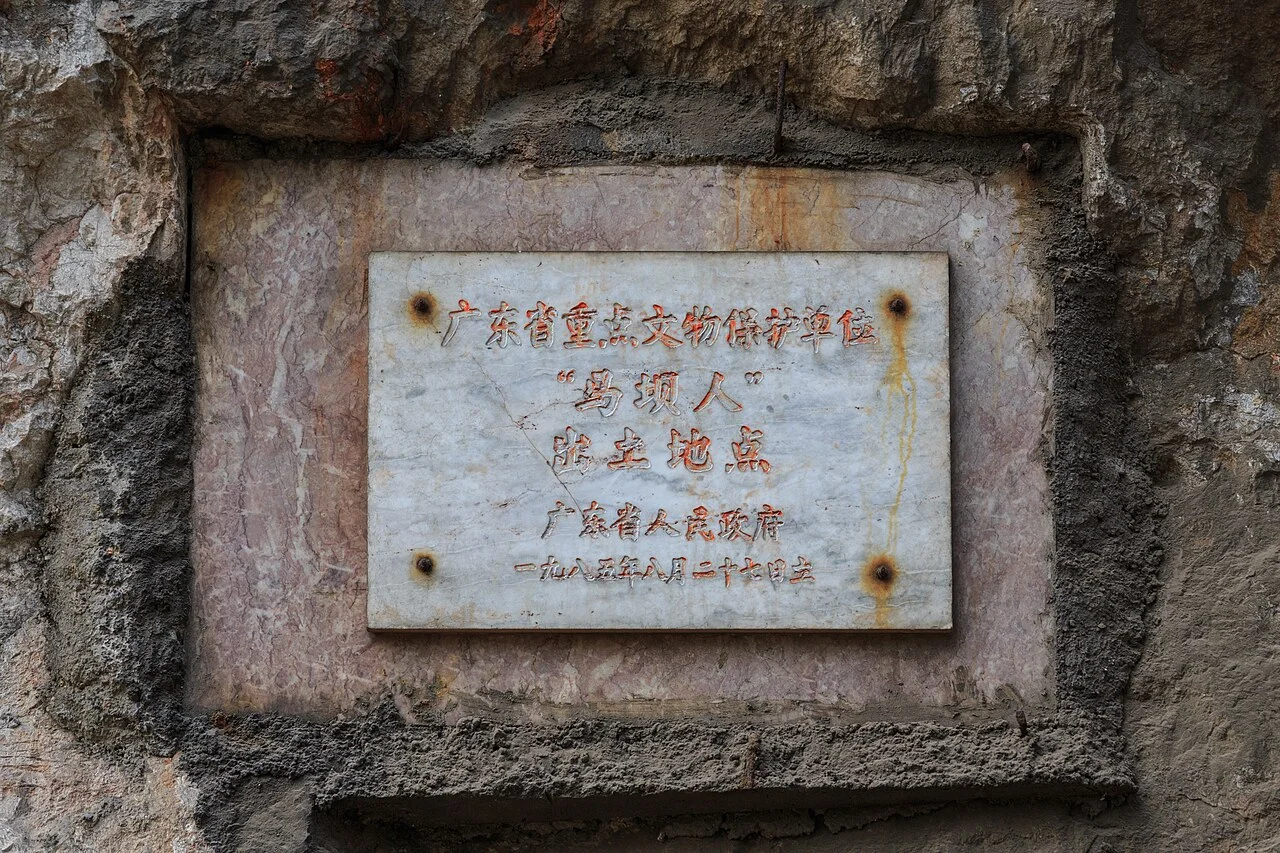 广东省重点文物保护单位
“马坝人”
出土地点
广东省人民政府
一九八五年八月二十七日立